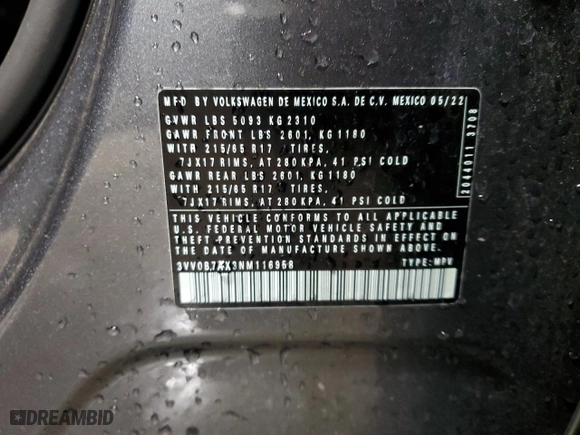 MFD BY VOLKSWAGEN DE MEXICO S.A. DE C.V. MEXICO 05/22
GVWR LBS 5093 KG 2310
GAWR FRONT LBS 2601, KG 1180
WITH 215/65 R17 TIRES,
7JX17 RIMS, AT 280 KPA, 41 PSI COLD
GAWR REAR LBS 2601, KG 1180
WITH 215/65 R17 TIRES,
7JX17 RIMS, AT 280 KPA, 41 PSI COLD
THIS VEHICLE CONFORMS TO ALL APPLICABLE
U.S. FEDERAL MOTOR VEHICLE SAFETY AND
THEFT PREVENTION STANDARDS IN EFFECT ON
THE DATE OF MANUFACTURE SHOWN ABOVE.
TYPE: MPV
2044011 3708
DREAMBID